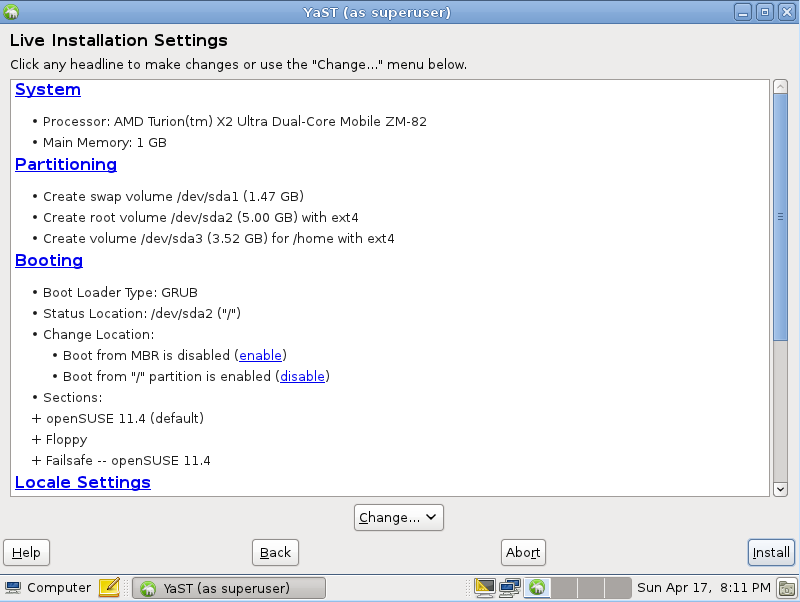 YaST (as superuser)
Live Installation Settings
Click any headline to make changes or use the "Change..." menu below.
System
• Processor: AMD Turion(tm) X2 Ultra Dual-Core Mobile ZM-82
• Main Memory: 1 GB
Partitioning
• Create swap volume /dev/sda1 (1.47 GB)
• Create root volume /dev/sda2 (5.00 GB) with ext4
• Create volume /dev/sda3 (3.52 GB) for /home with ext4
Booting
• Boot Loader Type: GRUB
• Status Location: /dev/sda2 ("/")
• Change Location:
• Boot from MBR is disabled (enable)
• Boot from "/" partition is enabled (disable)
• Sections:
+ openSUSE 11.4 (default)
+ Floppy
+ Failsafe -- openSUSE 11.4
Locale Settings
Change...
Help Back Abort Install
Computer YaST (as superuser) Sun Apr 17, 8:11 PM